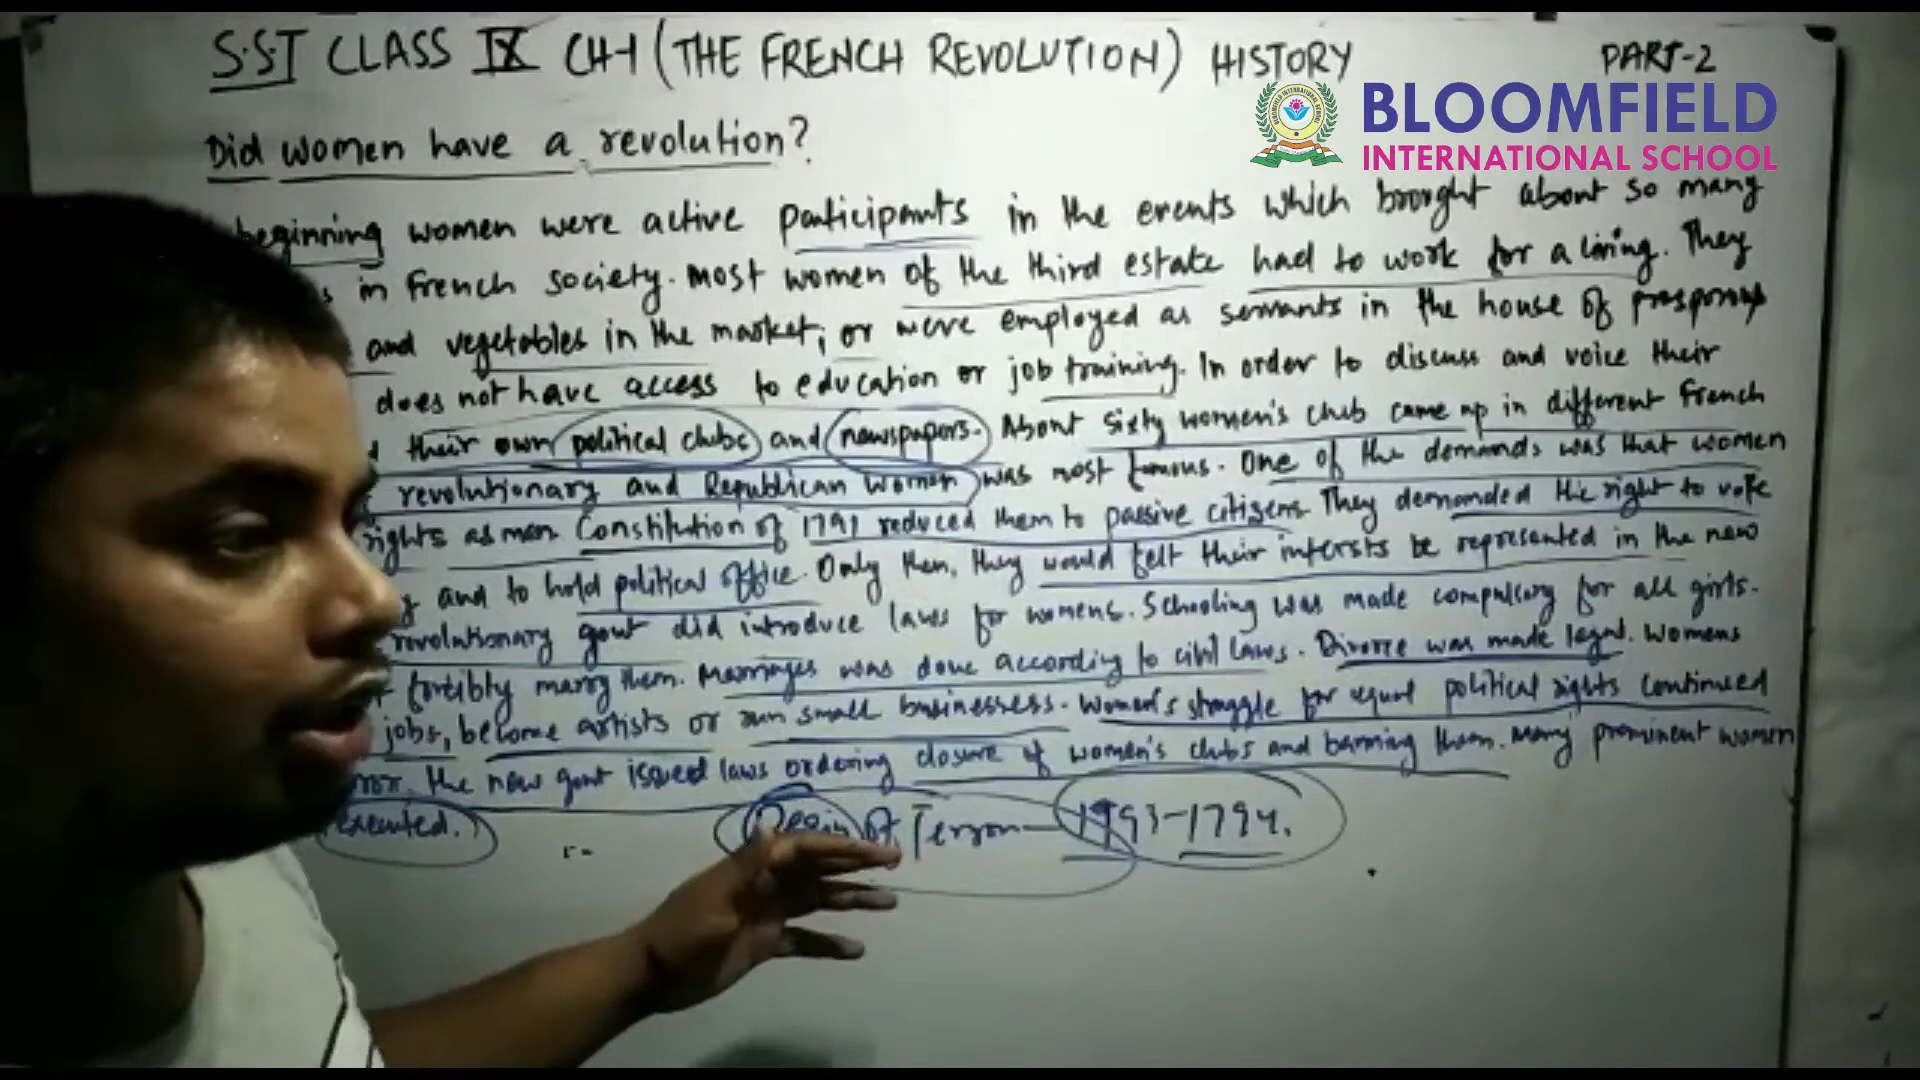 S.S.T CLASS IX CH-1 (THE FRENCH REVOLUTION) HISTORY PART-2
BLOOMFIELD
INTERNATIONAL SCHOOL
Did women have a revolution?
beginning women were active participants in the events which brought about so many
in French society. Most women of the third estate had to work for a living. They
and vegetables in the market; or were employed as servants in the house of prosperous
does not have access to education or job training. In order to discuss and voice their
their own political clubs and newspapers. About sixty women's club came up in different French
revolutionary and Republican women was most famous. One of the demands was that women
rights as men Constitution of 1791 reduced them to passive citizens. They demanded the right to vote
and to hold political office. Only then, they would felt their intersts be represented in the new
revolutionary govt did introduce laws for womens. Schooling was made compulsory for all girls.
forcibly marry them. Marriages was done according to civil laws. Divorce was made legal. Womens
jobs, become artists or run small businessess. Women's struggle for equal political rights continued
the new govt issued laws ordering closure of women's clubs and banning them. Many prominent women
executed.
of Terror - 1793-1794.